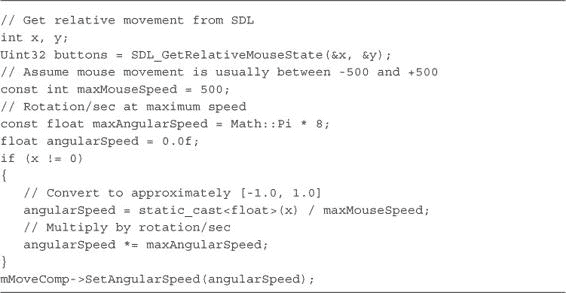 // Get relative movement from SDL
int x, y;
Uint32 buttons = SDL_GetRelativeMouseState(&x, &y);
// Assume mouse movement is usually between -500 and +500
const int maxMouseSpeed = 500;
// Rotation/sec at maximum speed
const float maxAngularSpeed = Math::Pi * 8;
float angularSpeed = 0.0f;
if (x != 0)
{
   // Convert to approximately [-1.0, 1.0]
   angularSpeed = static_cast<float>(x) / maxMouseSpeed;
   // Multiply by rotation/sec
   angularSpeed *= maxAngularSpeed;
}
mMoveComp->SetAngularSpeed(angularSpeed);